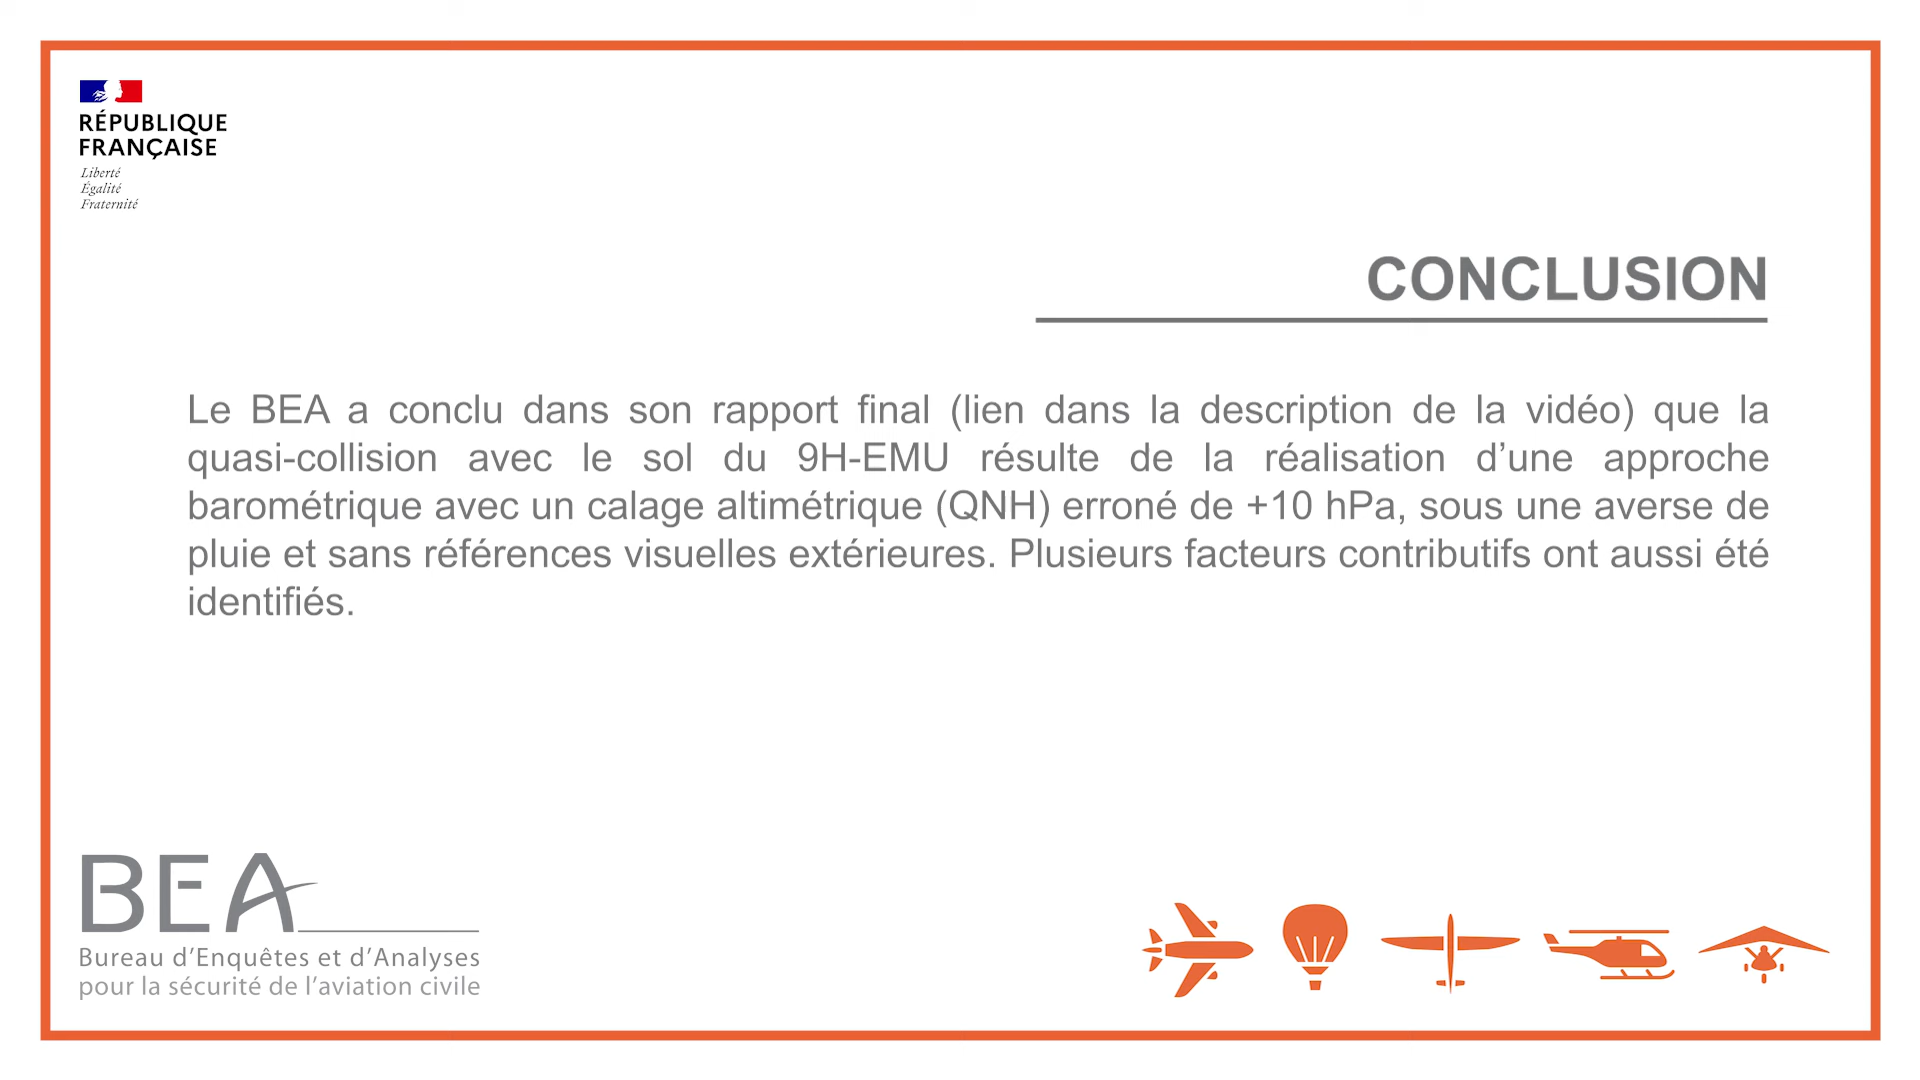 RÉPUBLIQUE
FRANÇAISE
Liberté
Égalité
Fraternité
CONCLUSION
Le BEA a conclu dans son rapport final (lien dans la description de la vidéo) que la
quasi-collision avec le sol du 9H-EMU résulte de la réalisation d’une approche
barométrique avec un calage altimétrique (QNH) erroné de +10 hPa, sous une averse de
pluie et sans références visuelles extérieures. Plusieurs facteurs contributifs ont aussi été
identifiés.
BEA
Bureau d’Enquêtes et d’Analyses
pour la sécurité de l’aviation civile